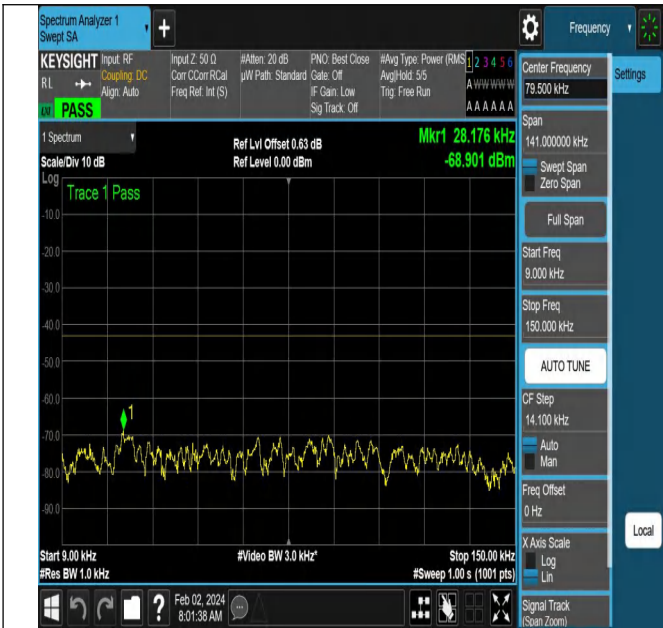 Spectrum Analyzer 1
Swept SA
Frequency
KEYSIGHT
RL
PASS
Input: RF
Coupling: DC
Align: Auto
Input Z: 50 Ω
Corr CCorr RCal
Freq Ref: Int (S)
#Atten: 20 dB
µW Path: Standard
PNO: Best Close
Gate: Off
IF Gain: Low
Sig Track: Off
#Avg Type: Power (RMS
Avg|Hold: 5/5
Trig: Free Run
1 2 3 4 5 6
A W W W W W
A A A A A A
1 Spectrum
Scale/Div 10 dB
Log
Ref Lvl Offset 0.63 dB
Ref Level 0.00 dBm
Mkr1 28.176 kHz
-68.901 dBm
Trace 1 Pass
-10.0
-20.0
-30.0
-40.0
-50.0
-60.0
-70.0
-80.0
-90.0
1
Start 9.00 kHz
#Res BW 1.0 kHz
#Video BW 3.0 kHz*
Stop 150.00 kHz
#Sweep 1.00 s (1001 pts)
Feb 02, 2024
8:01:38 AM
Settings
Center Frequency
79.500 kHz
Span
141.000000 kHz
Swept Span
Zero Span
Full Span
Start Freq
9.000 kHz
Stop Freq
150.000 kHz
AUTO TUNE
CF Step
14.100 kHz
Auto
Man
Freq Offset
0 Hz
X Axis Scale
Log
Lin
Signal Track
(Span Zoom)
Local